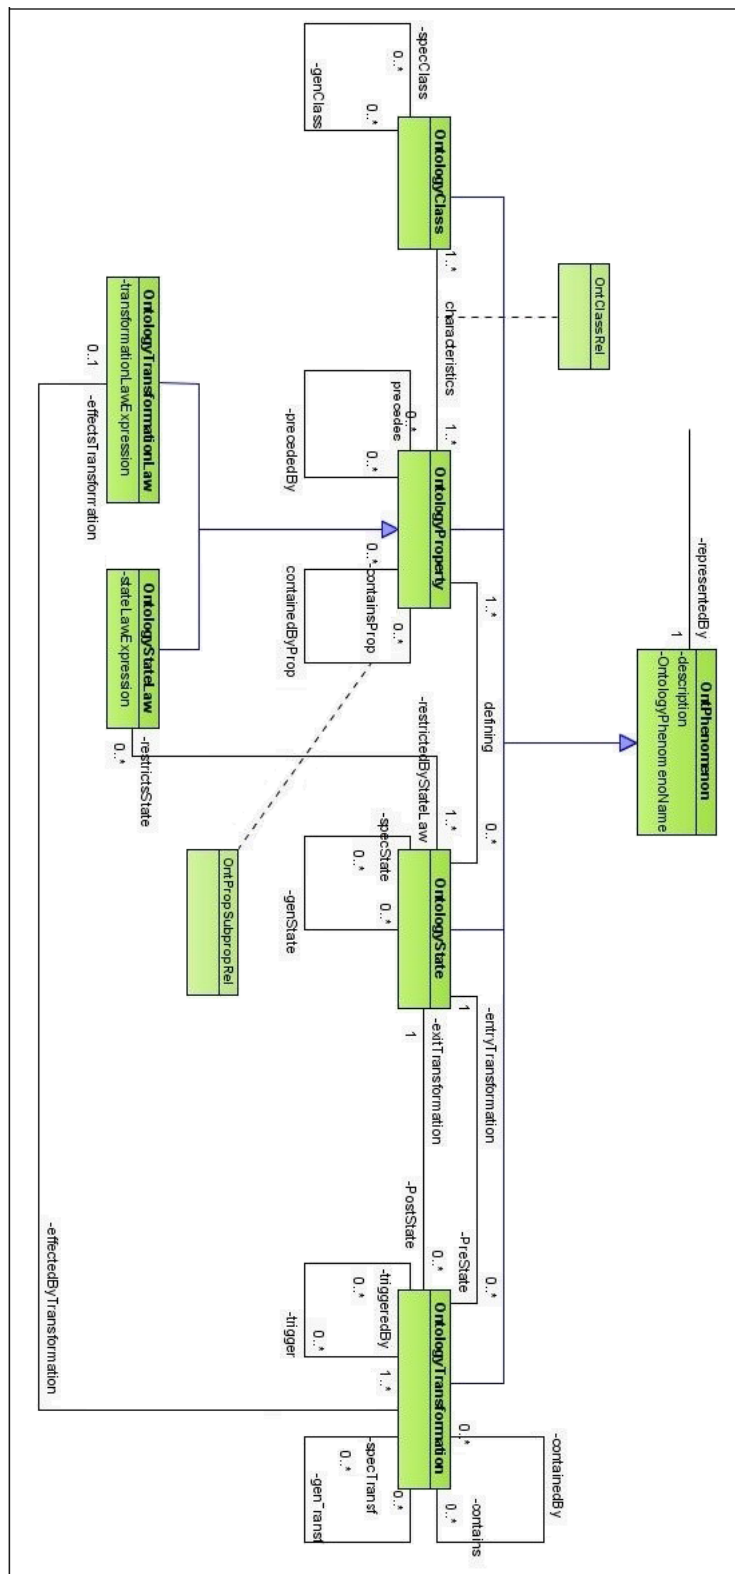 -representedBy
1
OntPhenomenon
-description
-OntologyPhenomenoName
OntClassRel
-containedBy
0..*
-contains
0..*
defining
1..*
0..*
-entryTransformation
1
-PreState
0..*
characteristics
1..*
1..*
-exitTransformation
1
-PostState
0..*
-restrictedByStateLaw
1..*
OntologyClass
OntologyProperty
OntologyState
OntologyTransformation
-specClass
0..*
-genClass
0..*
precedes
0..*
-precededBy
0..*
-containsProp
0..*
containedByProp
0..*
-specState
0..*
-genState
0..*
-triggeredBy
0..*
-trigger
0..*
1..*
-specTransf
0..*
-genTransf
0..*
OntPropSubpropRel
OntologyTransformationLaw
-transformationLawExpression
OntologyStateLaw
-stateLawExpression
-restrictsState
0..*
0..1
-effectsTransformation
-effectedByTransformation